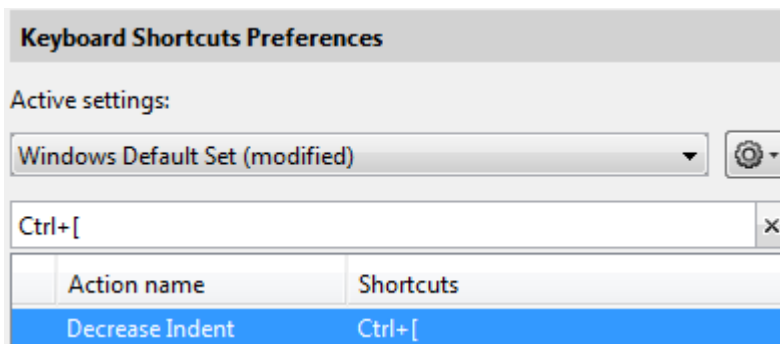 Keyboard Shortcuts Preferences
Active settings:
Windows Default Set (modified)
Ctrl+[
Action name Shortcuts
Decrease Indent Ctrl+[